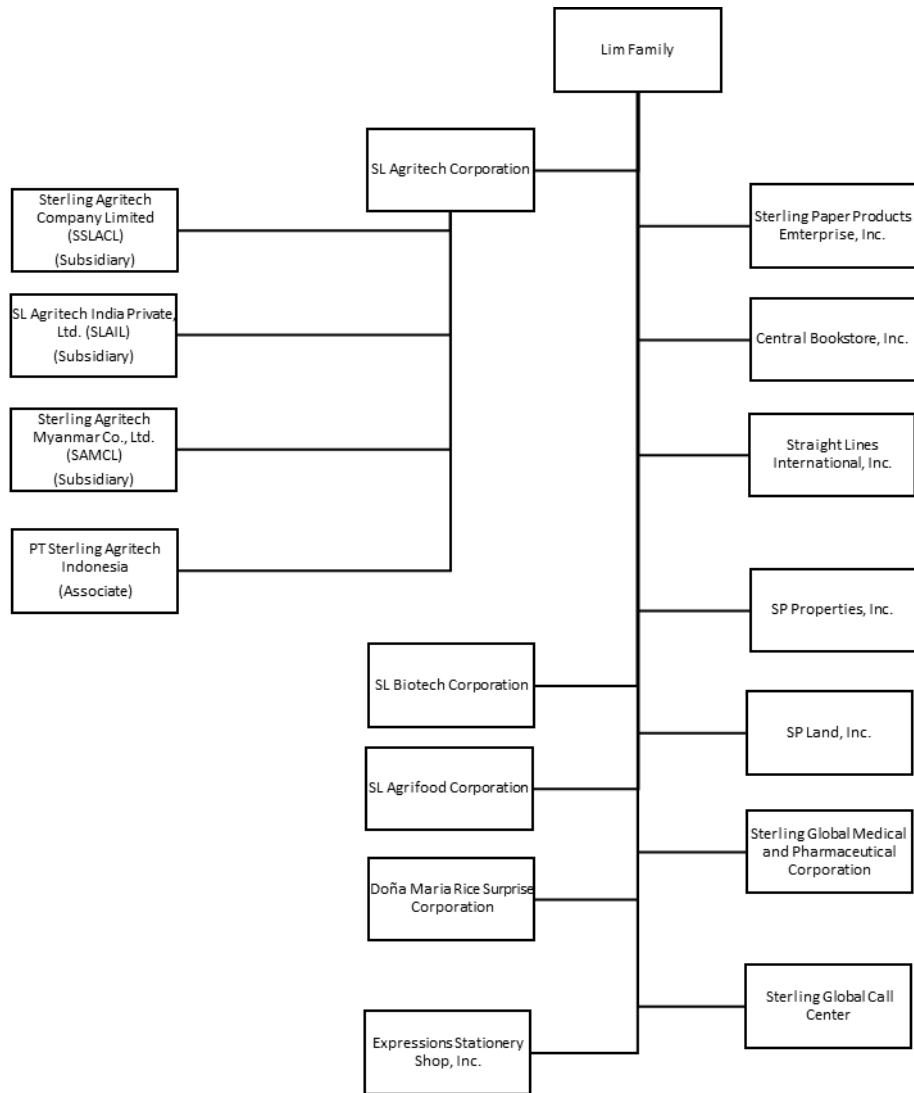 Lim Family
SL Agritech Corporation
Sterling Agritech
Company Limited
(SSLACL)
(Subsidiary)
Sterling Paper Products
Emterprise, Inc.
SL Agritech India Private,
Ltd. (SLAIL)
(Subsidiary)
Central Bookstore, Inc.
Sterling Agritech
Myanmar Co., Ltd.
(SAMCL)
(Subsidiary)
Straight Lines
International, Inc.
PT Sterling Agritech
Indonesia
(Associate)
SP Properties, Inc.
SL Biotech Corporation
SP Land, Inc.
SL Agrifood Corporation
Sterling Global Medical
and Pharmaceutical
Corporation
Doña Maria Rice Surprise
Corporation
Sterling Global Call
Center
Expressions Stationery
Shop, Inc.